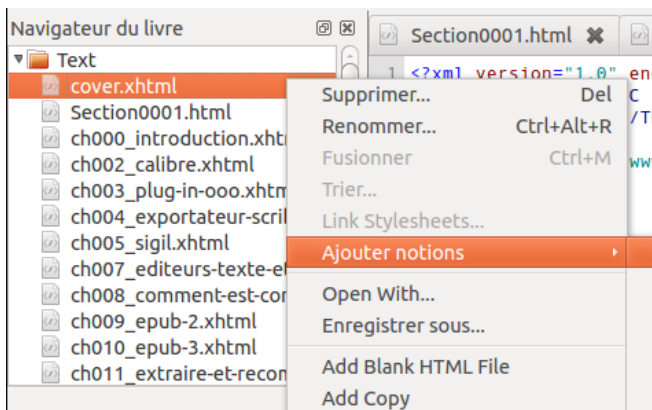 Navigateur du livre
Text
cover.xhtml
Section0001.html
ch000_introduction.xht
ch002_calibre.xhtml
ch003_plug-in-ooo.xhtm
ch004_exportateur-scri
ch005_sigil.xhtml
ch007_editeurs-texte-et
ch008_comment-est-cor
ch009_epub-2.xhtml
ch010_epub-3.xhtml
ch011_extraire-et-recon
Section0001.html
1 <?xml version="1.0" en
C
/T
ww
Supprimer... Del
Renommer... Ctrl+Alt+R
Fusionner Ctrl+M
Trier...
Link Stylesheets...
Ajouter notions
Open With...
Enregistrer sous...
Add Blank HTML File
Add Copy